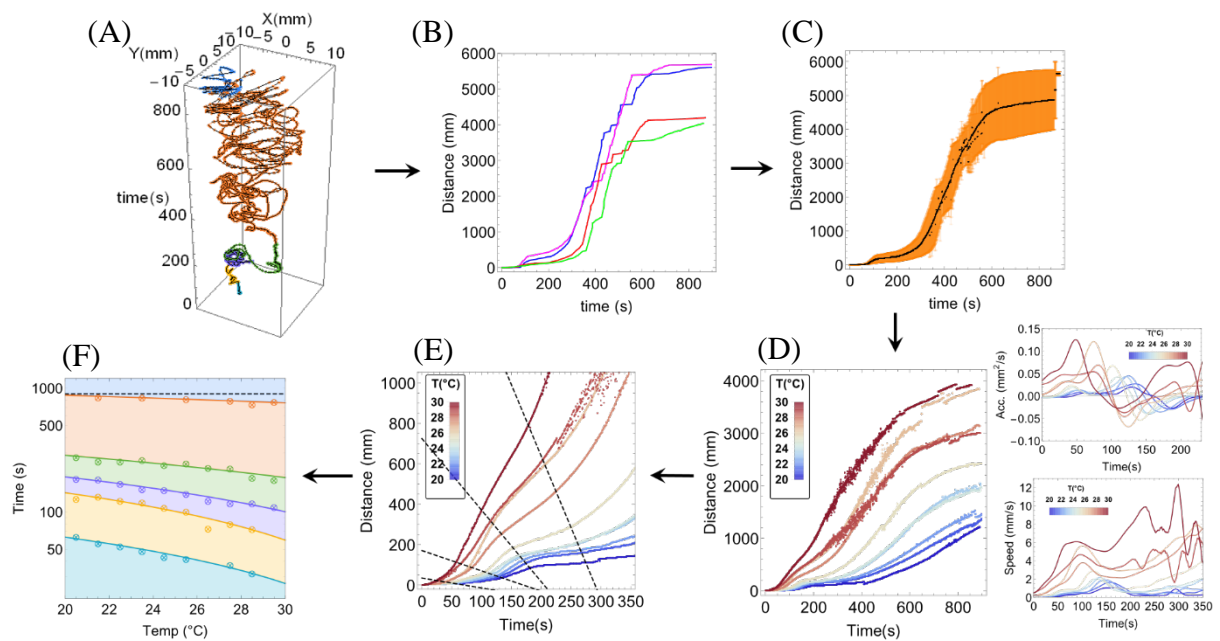 (A)
X(mm)
-10 -5 0 5 10
Y(mm)
10
5
0
-5
-10
800
600
time(s)
400
200
0
(B)
6000
5000
4000
3000
2000
1000
0
Distance (mm)
0 200 400 600 800
time (s)
(C)
6000
5000
4000
3000
2000
1000
0
Distance (mm)
0 200 400 600 800
time (s)
(F)
1000
500
100
50
Time (s)
20 22 24 26 28 30
Temp (°C)
(E)
T(°C)
30
28
26
24
22
20
1000
800
600
400
200
0
Distance (mm)
0 50 100 150 200 250 300 350
Time(s)
(D)
T(°C)
30
28
26
24
22
20
4000
3000
2000
1000
0
Distance (mm)
0 200 400 600 800
Time(s)
T(°C)
20 22 24 26 28 30
0.15
0.10
0.05
0.00
-0.05
-0.10
Acc. (mm²/s)
0 50 100 150 200
Time(s)
T(°C)
20 22 24 26 28 30
12
10
8
6
4
2
0
Speed (mm/s)
0 50 100 150 200 250 300 350
Time(s)